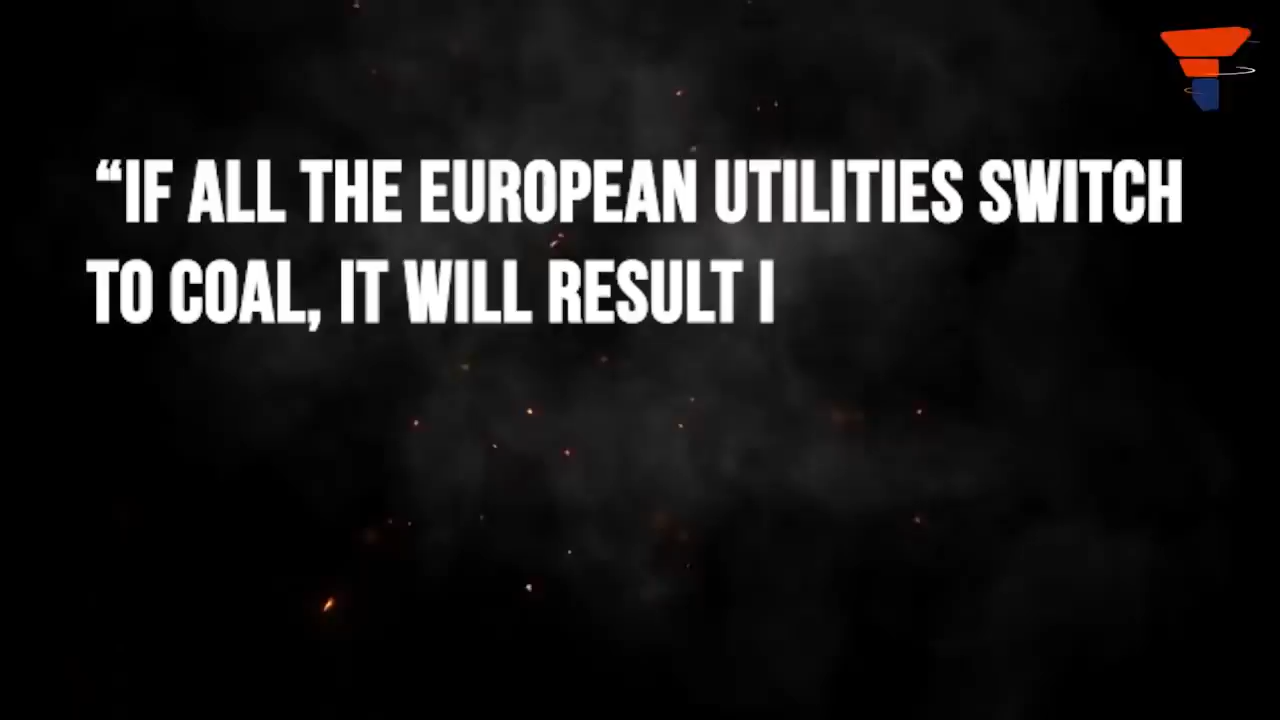 “IF ALL THE EUROPEAN UTILITIES SWITCH
TO COAL, IT WILL RESULT I